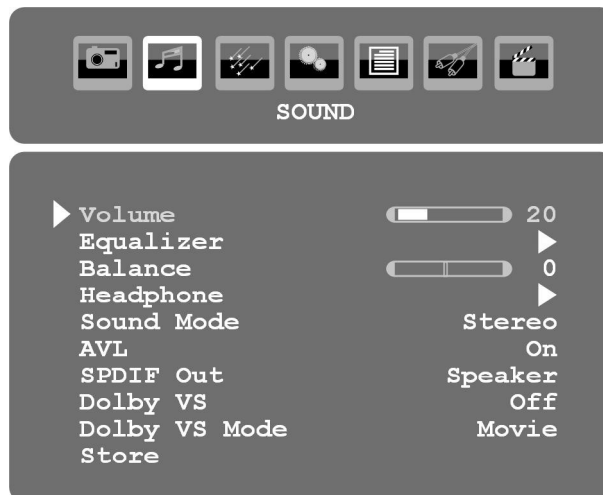 SOUND
Volume 20
Equalizer
Balance 0
Headphone
Sound Mode Stereo
AVL On
SPDIF Out Speaker
Dolby VS Off
Dolby VS Mode Movie
Store